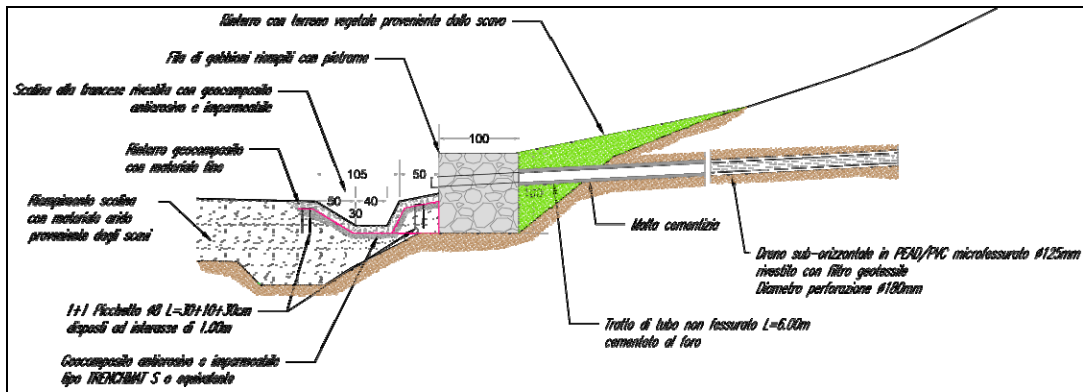 Rinterro con terreno vegetale proveniente dallo scavo
Fila di gabbioni riempiti con pietrame
Scolina alla francese rivestita con geocomposito
antierosivo e impermeabile
Rinterro geocomposito
con materiale fino
Riempimento scolina
con materiale arido
proveniente dagli scavi
100
105
50
50
40
30
100
Malta cementizia
Dreno sub-orizzontale in PEAD/PVC microfessurato Ø125mm
rivestito con filtro geotessile
Diametro perforazione Ø180mm
1+1 Picchetto Ø8 L=30+10+30cm
disposti ad interasse di 1.00m
Tratto di tubo non fessurato L=6.00m
cementato al foro
Geocomposito antierosivo e impermeabile
tipo TRENCHMAT S o equivalente